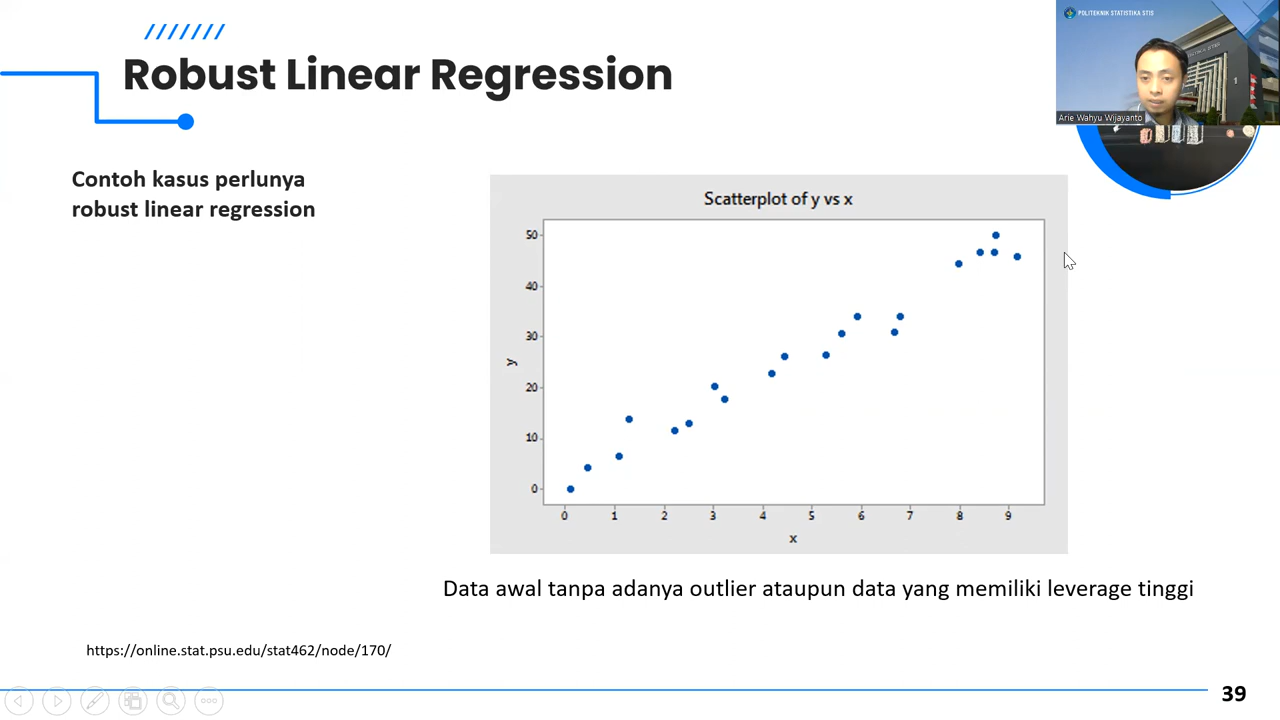 POLITEKNIK STATISTIKA STIS
Arie Wahyu Wijayanto
Robust Linear Regression
Contoh kasus perlunya
robust linear regression
Scatterplot of y vs x
50
40
30
20
10
0
y
0 1 2 3 4 5 6 7 8 9
x
Data awal tanpa adanya outlier ataupun data yang memiliki leverage tinggi
https://online.stat.psu.edu/stat462/node/170/
39